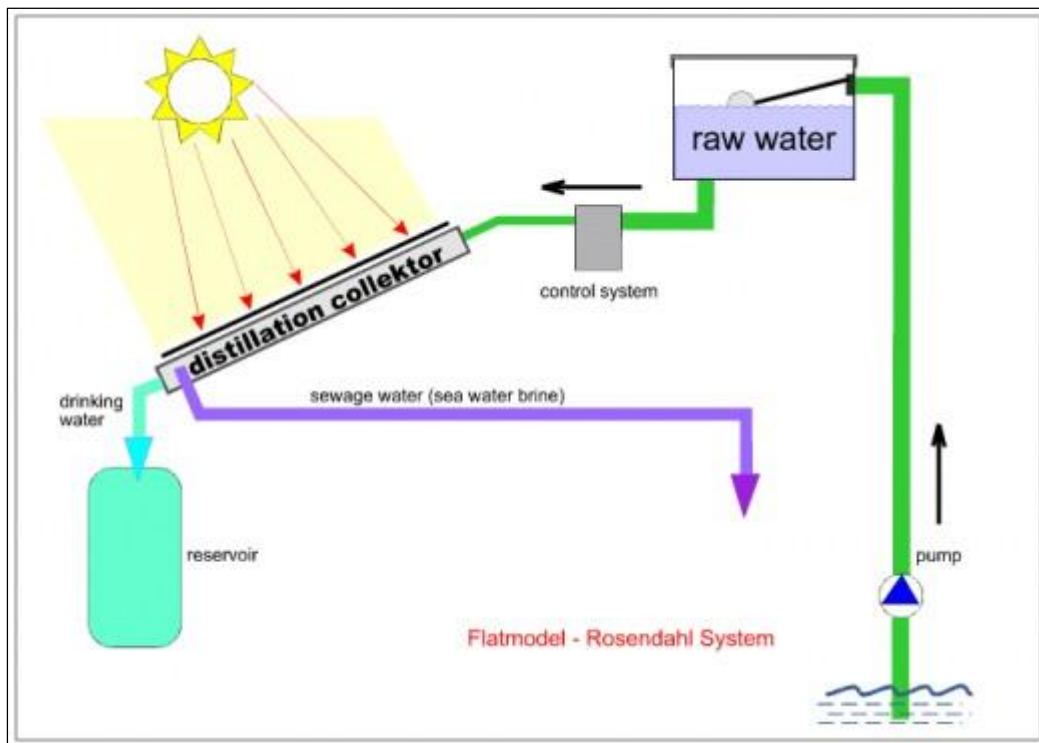 raw water
distillation collektor
control system
drinking
water
sewage water (sea water brine)
reservoir
pump
Flatmodel - Rosendahl System